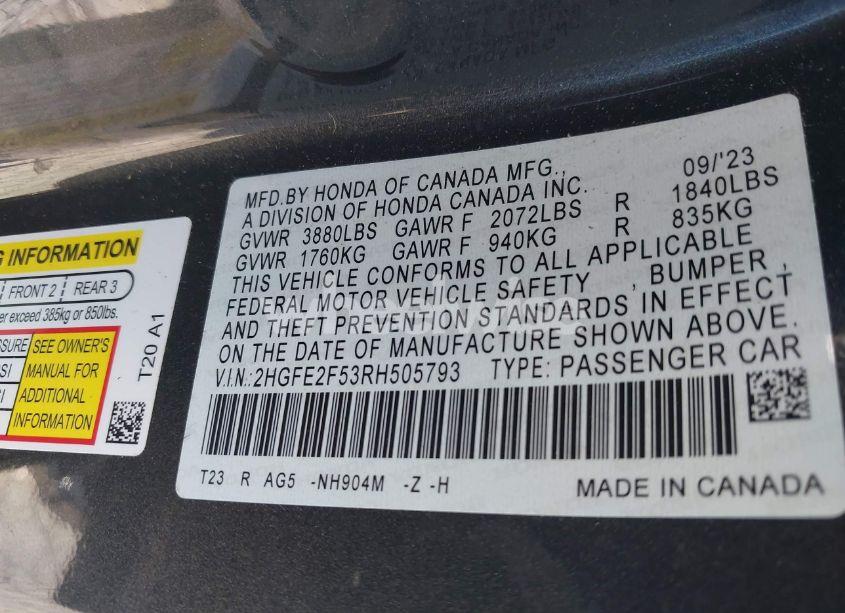 MFD.BY HONDA OF CANADA MFG., 09/'23
A DIVISION OF HONDA CANADA INC.
GVWR 3880LBS GAWR F 2072LBS R 1840LBS
GVWR 1760KG GAWR F 940KG R 835KG
THIS VEHICLE CONFORMS TO ALL APPLICABLE
FEDERAL MOTOR VEHICLE SAFETY , BUMPER ,
AND THEFT PREVENTION STANDARDS IN EFFECT
ON THE DATE OF MANUFACTURE SHOWN ABOVE.
V.I.N.:2HGFE2F53RH505793 TYPE: PASSENGER CAR
T23 R AG5 -NH904M -Z -H MADE IN CANADA
INFORMATION
FRONT 2 REAR 3
exceed 385kg or 850lbs.
SEE OWNER'S
MANUAL FOR
ADDITIONAL
INFORMATION
T20 A1